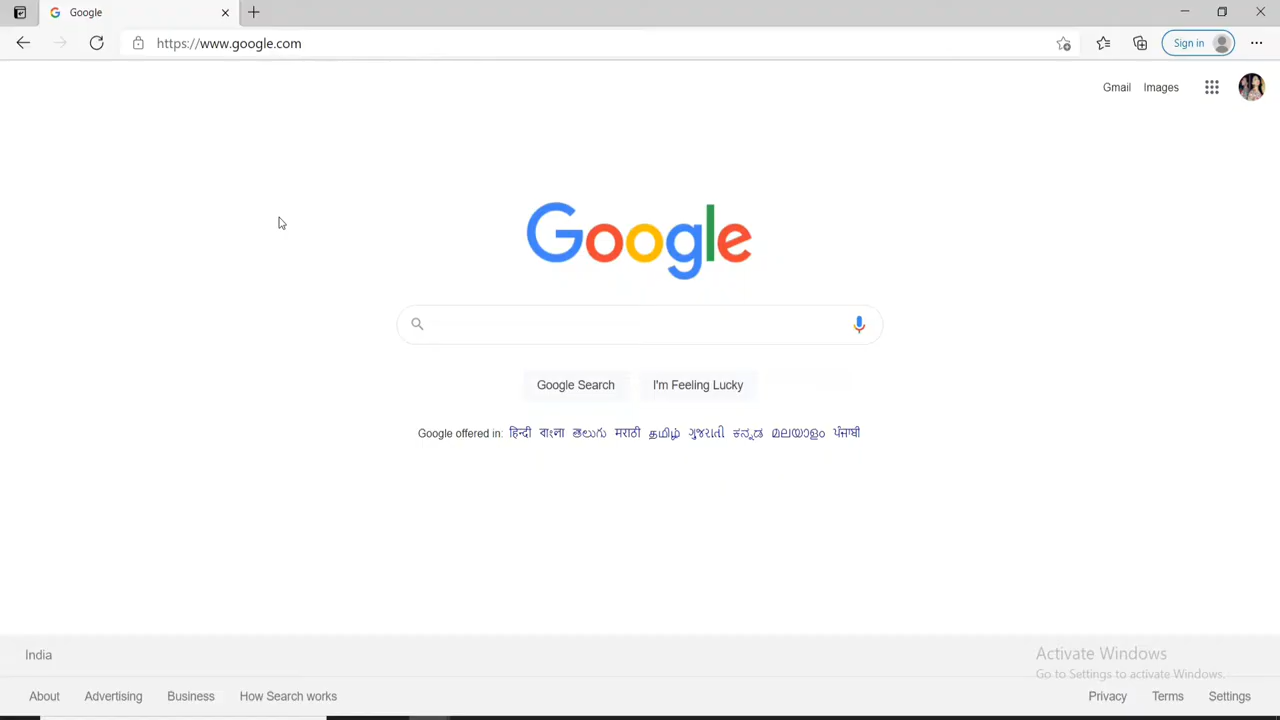 Google
https://www.google.com
Sign in
Gmail Images
Google
Google Search I'm Feeling Lucky
Google offered in: हिन्दी বাংলা తెలుగు मराठी தமிழ் ગુજરાતી ಕನ್ನಡ മലയാളം ਪੰਜਾਬੀ
India
Activate Windows
Go to Settings to activate Windows.
About Advertising Business How Search works Privacy Terms Settings